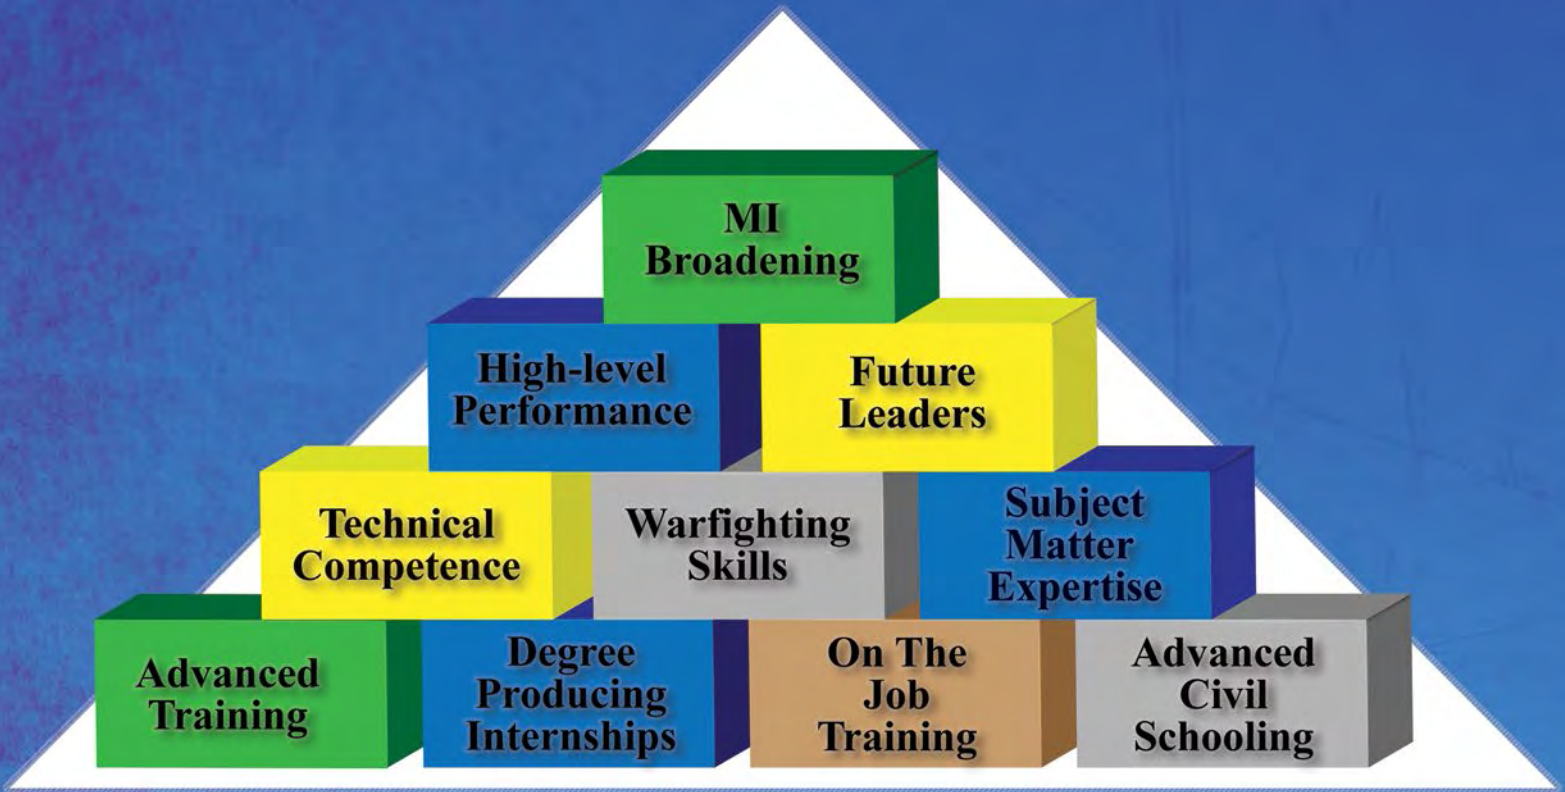 MI
Broadening
High-level
Performance
Future
Leaders
Technical
Competence
Warfighting
Skills
Subject
Matter
Expertise
Advanced
Training
Degree
Producing
Internships
On The
Job
Training
Advanced
Civil
Schooling